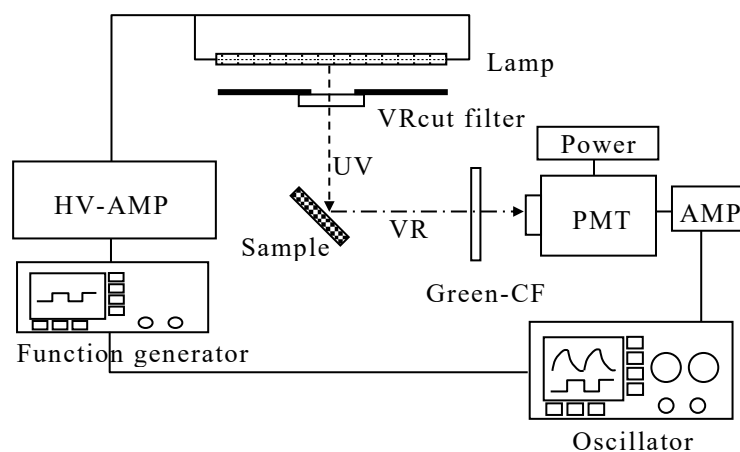 Lamp
VRcut filter
Power
UV
HV-AMP
PMT
AMP
VR
Sample
Green-CF
Function generator
Oscillator